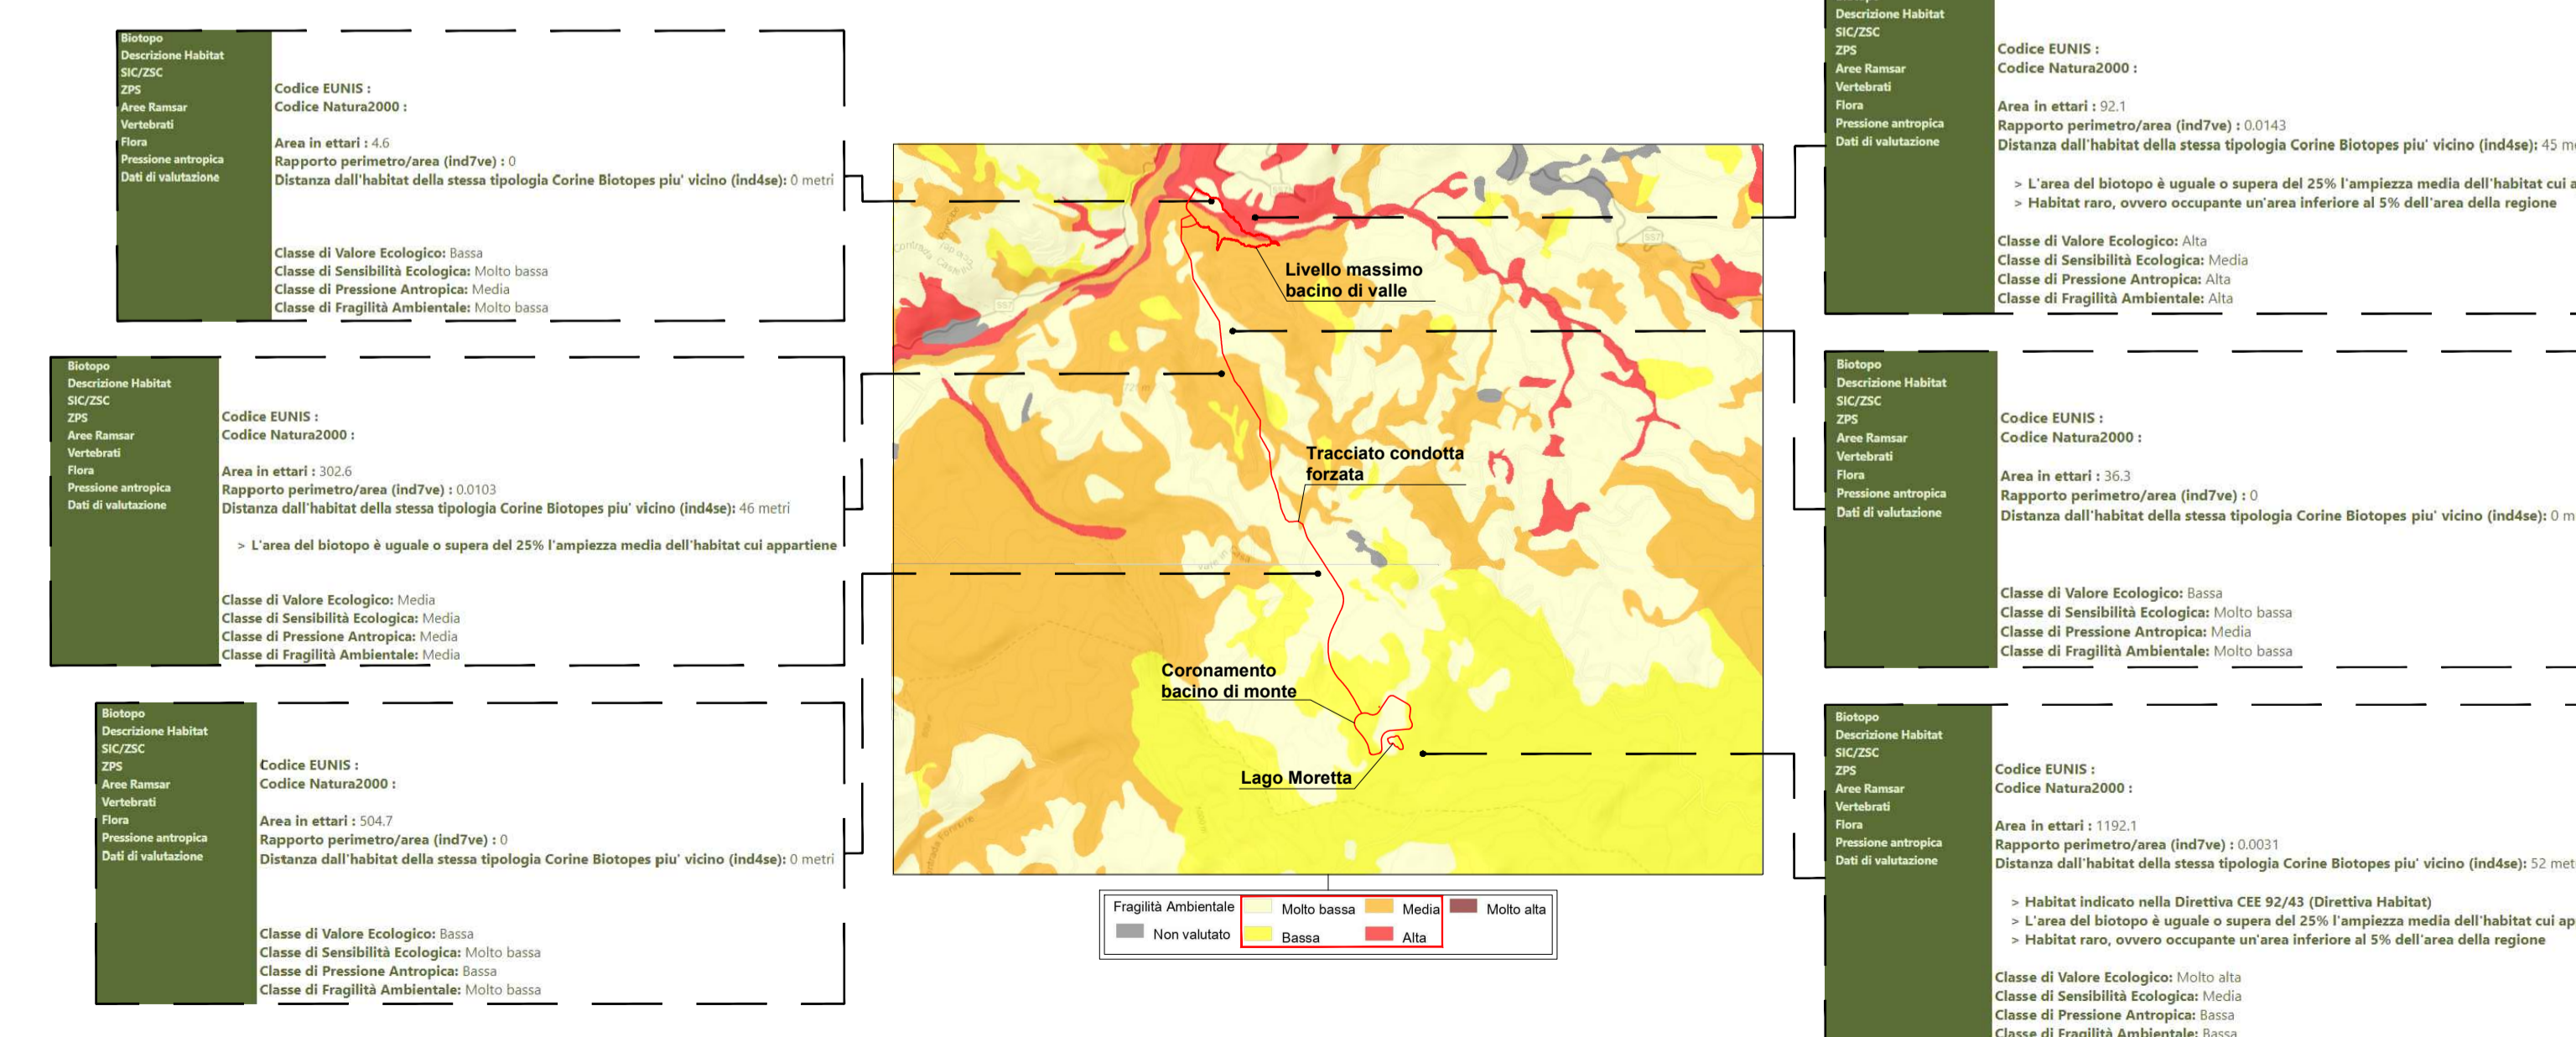 Biotopo
Descrizione Habitat
SIC/ZSC
ZPS
Aree Ramsar
Vertebrati
Flora
Pressione antropica
Dati di valutazione
Codice EUNIS :
Codice Natura2000 :
Area in ettari : 4.6
Rapporto perimetro/area (ind7ve) : 0
Distanza dall'habitat della stessa tipologia Corine Biotopes piu' vicino (ind4se): 0 metri
Classe di Valore Ecologico: Bassa
Classe di Sensibilità Ecologica: Molto bassa
Classe di Pressione Antropica: Media
Classe di Fragilità Ambientale: Molto bassa
Biotopo
Descrizione Habitat
SIC/ZSC
ZPS
Aree Ramsar
Vertebrati
Flora
Pressione antropica
Dati di valutazione
Codice EUNIS :
Codice Natura2000 :
Area in ettari : 302.6
Rapporto perimetro/area (ind7ve) : 0.0103
Distanza dall'habitat della stessa tipologia Corine Biotopes piu' vicino (ind4se): 46 metri
> L'area del biotopo è uguale o supera del 25% l'ampiezza media dell'habitat cui appartiene
Classe di Valore Ecologico: Media
Classe di Sensibilità Ecologica: Media
Classe di Pressione Antropica: Media
Classe di Fragilità Ambientale: Media
Biotopo
Descrizione Habitat
SIC/ZSC
ZPS
Aree Ramsar
Vertebrati
Flora
Pressione antropica
Dati di valutazione
Codice EUNIS :
Codice Natura2000 :
Area in ettari : 504.7
Rapporto perimetro/area (ind7ve) : 0
Distanza dall'habitat della stessa tipologia Corine Biotopes piu' vicino (ind4se): 0 metri
Classe di Valore Ecologico: Bassa
Classe di Sensibilità Ecologica: Molto bassa
Classe di Pressione Antropica: Bassa
Classe di Fragilità Ambientale: Molto bassa
SS7
SS7
Livello massimo
bacino di valle
Tracciato condotta
forzata
Coronamento
bacino di monte
Lago Moretta
Fragilità Ambientale
Molto bassa
Media
Molto alta
Non valutato
Bassa
Alta
Descrizione Habitat
SIC/ZSC
ZPS
Aree Ramsar
Vertebrati
Flora
Pressione antropica
Dati di valutazione
Codice EUNIS :
Codice Natura2000 :
Area in ettari : 92.1
Rapporto perimetro/area (ind7ve) : 0.0143
Distanza dall'habitat della stessa tipologia Corine Biotopes piu' vicino (ind4se): 45 m
> L'area del biotopo è uguale o supera del 25% l'ampiezza media dell'habitat cui a
> Habitat raro, ovvero occupante un'area inferiore al 5% dell'area della regione
Classe di Valore Ecologico: Alta
Classe di Sensibilità Ecologica: Media
Classe di Pressione Antropica: Alta
Classe di Fragilità Ambientale: Alta
Biotopo
Descrizione Habitat
SIC/ZSC
ZPS
Aree Ramsar
Vertebrati
Flora
Pressione antropica
Dati di valutazione
Codice EUNIS :
Codice Natura2000 :
Area in ettari : 36.3
Rapporto perimetro/area (ind7ve) : 0
Distanza dall'habitat della stessa tipologia Corine Biotopes piu' vicino (ind4se): 0 m
Classe di Valore Ecologico: Bassa
Classe di Sensibilità Ecologica: Molto bassa
Classe di Pressione Antropica: Media
Classe di Fragilità Ambientale: Molto bassa
Biotopo
Descrizione Habitat
SIC/ZSC
ZPS
Aree Ramsar
Vertebrati
Flora
Pressione antropica
Dati di valutazione
Codice EUNIS :
Codice Natura2000 :
Area in ettari : 1192.1
Rapporto perimetro/area (ind7ve) : 0.0031
Distanza dall'habitat della stessa tipologia Corine Biotopes piu' vicino (ind4se): 52 met
> Habitat indicato nella Direttiva CEE 92/43 (Direttiva Habitat)
> L'area del biotopo è uguale o supera del 25% l'ampiezza media dell'habitat cui ap
> Habitat raro, ovvero occupante un'area inferiore al 5% dell'area della regione
Classe di Valore Ecologico: Molto alta
Classe di Sensibilità Ecologica: Media
Classe di Pressione Antropica: Bassa
Classe di Fragilità Ambientale: Bassa